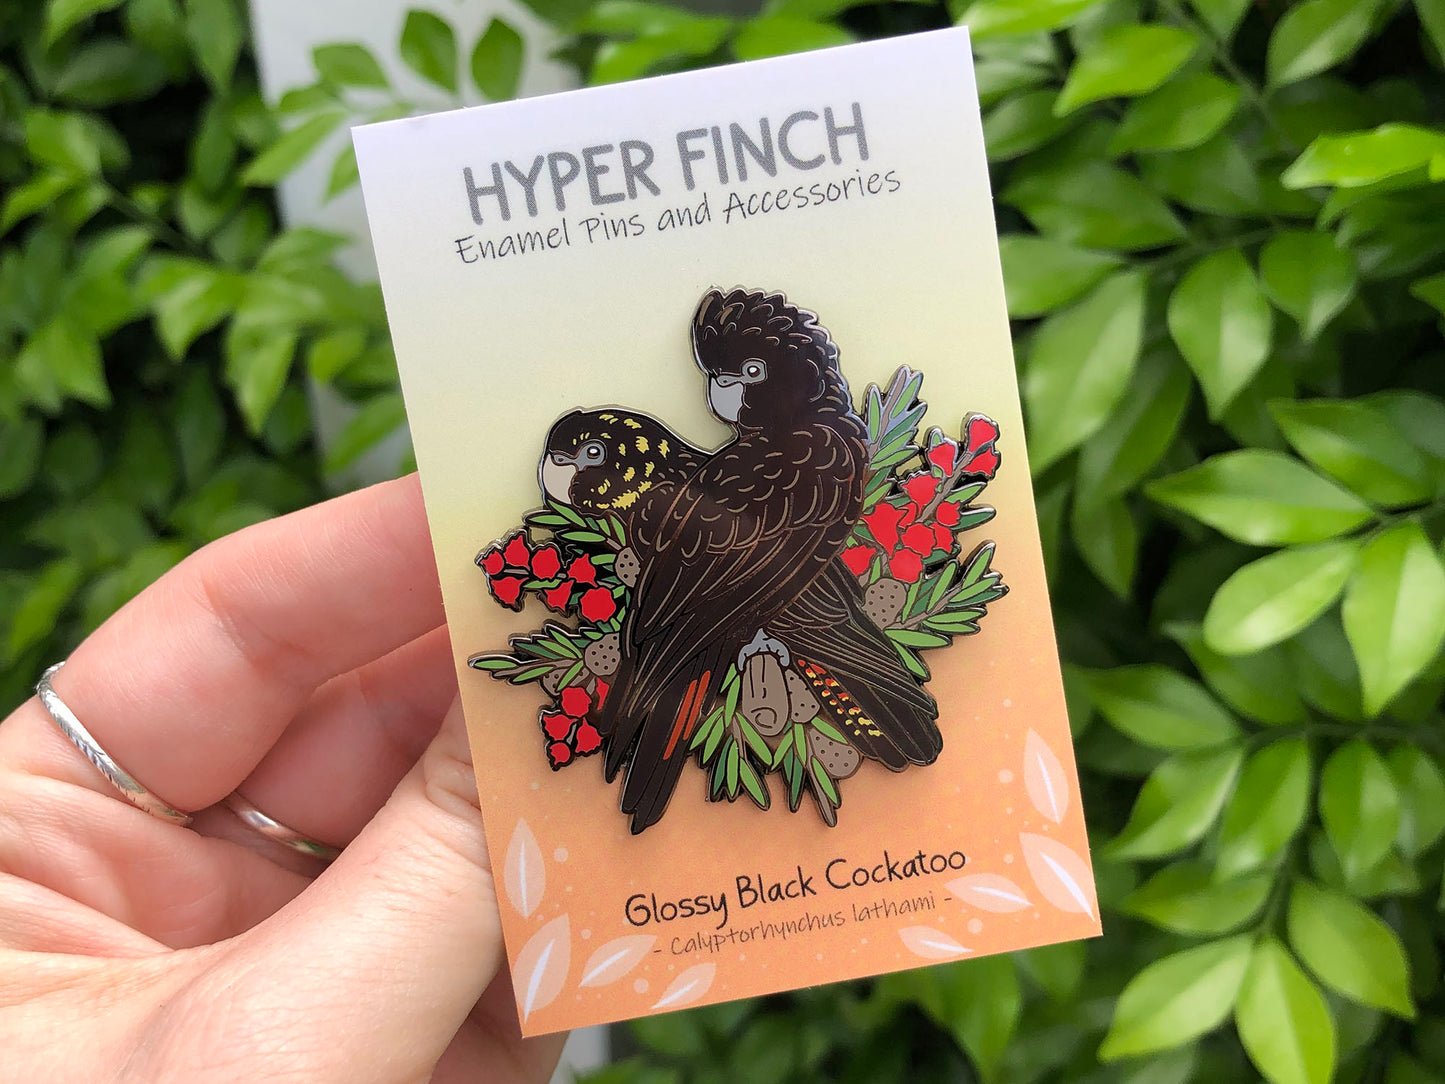 HYPER FINCH
Enamel Pins and Accessories
Glossy Black Cockatoo
- Calyptorhynchus lathami -